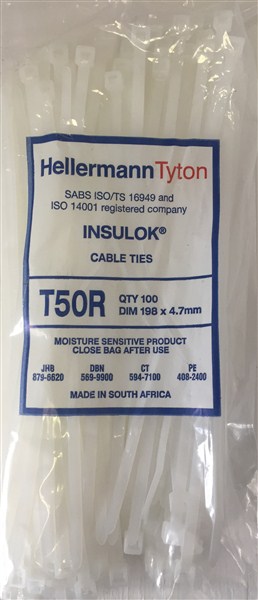 HellermannTyton
SABS ISO/TS 16949 and
ISO 14001 registered company
INSULOK®
CABLE TIES
T50R
QTY 100
DIM 198 x 4.7mm
MOISTURE SENSITIVE PRODUCT
CLOSE BAG AFTER USE
JHB DBN CT PE
879-6620 569-9900 594-7100 408-2400
MADE IN SOUTH AFRICA